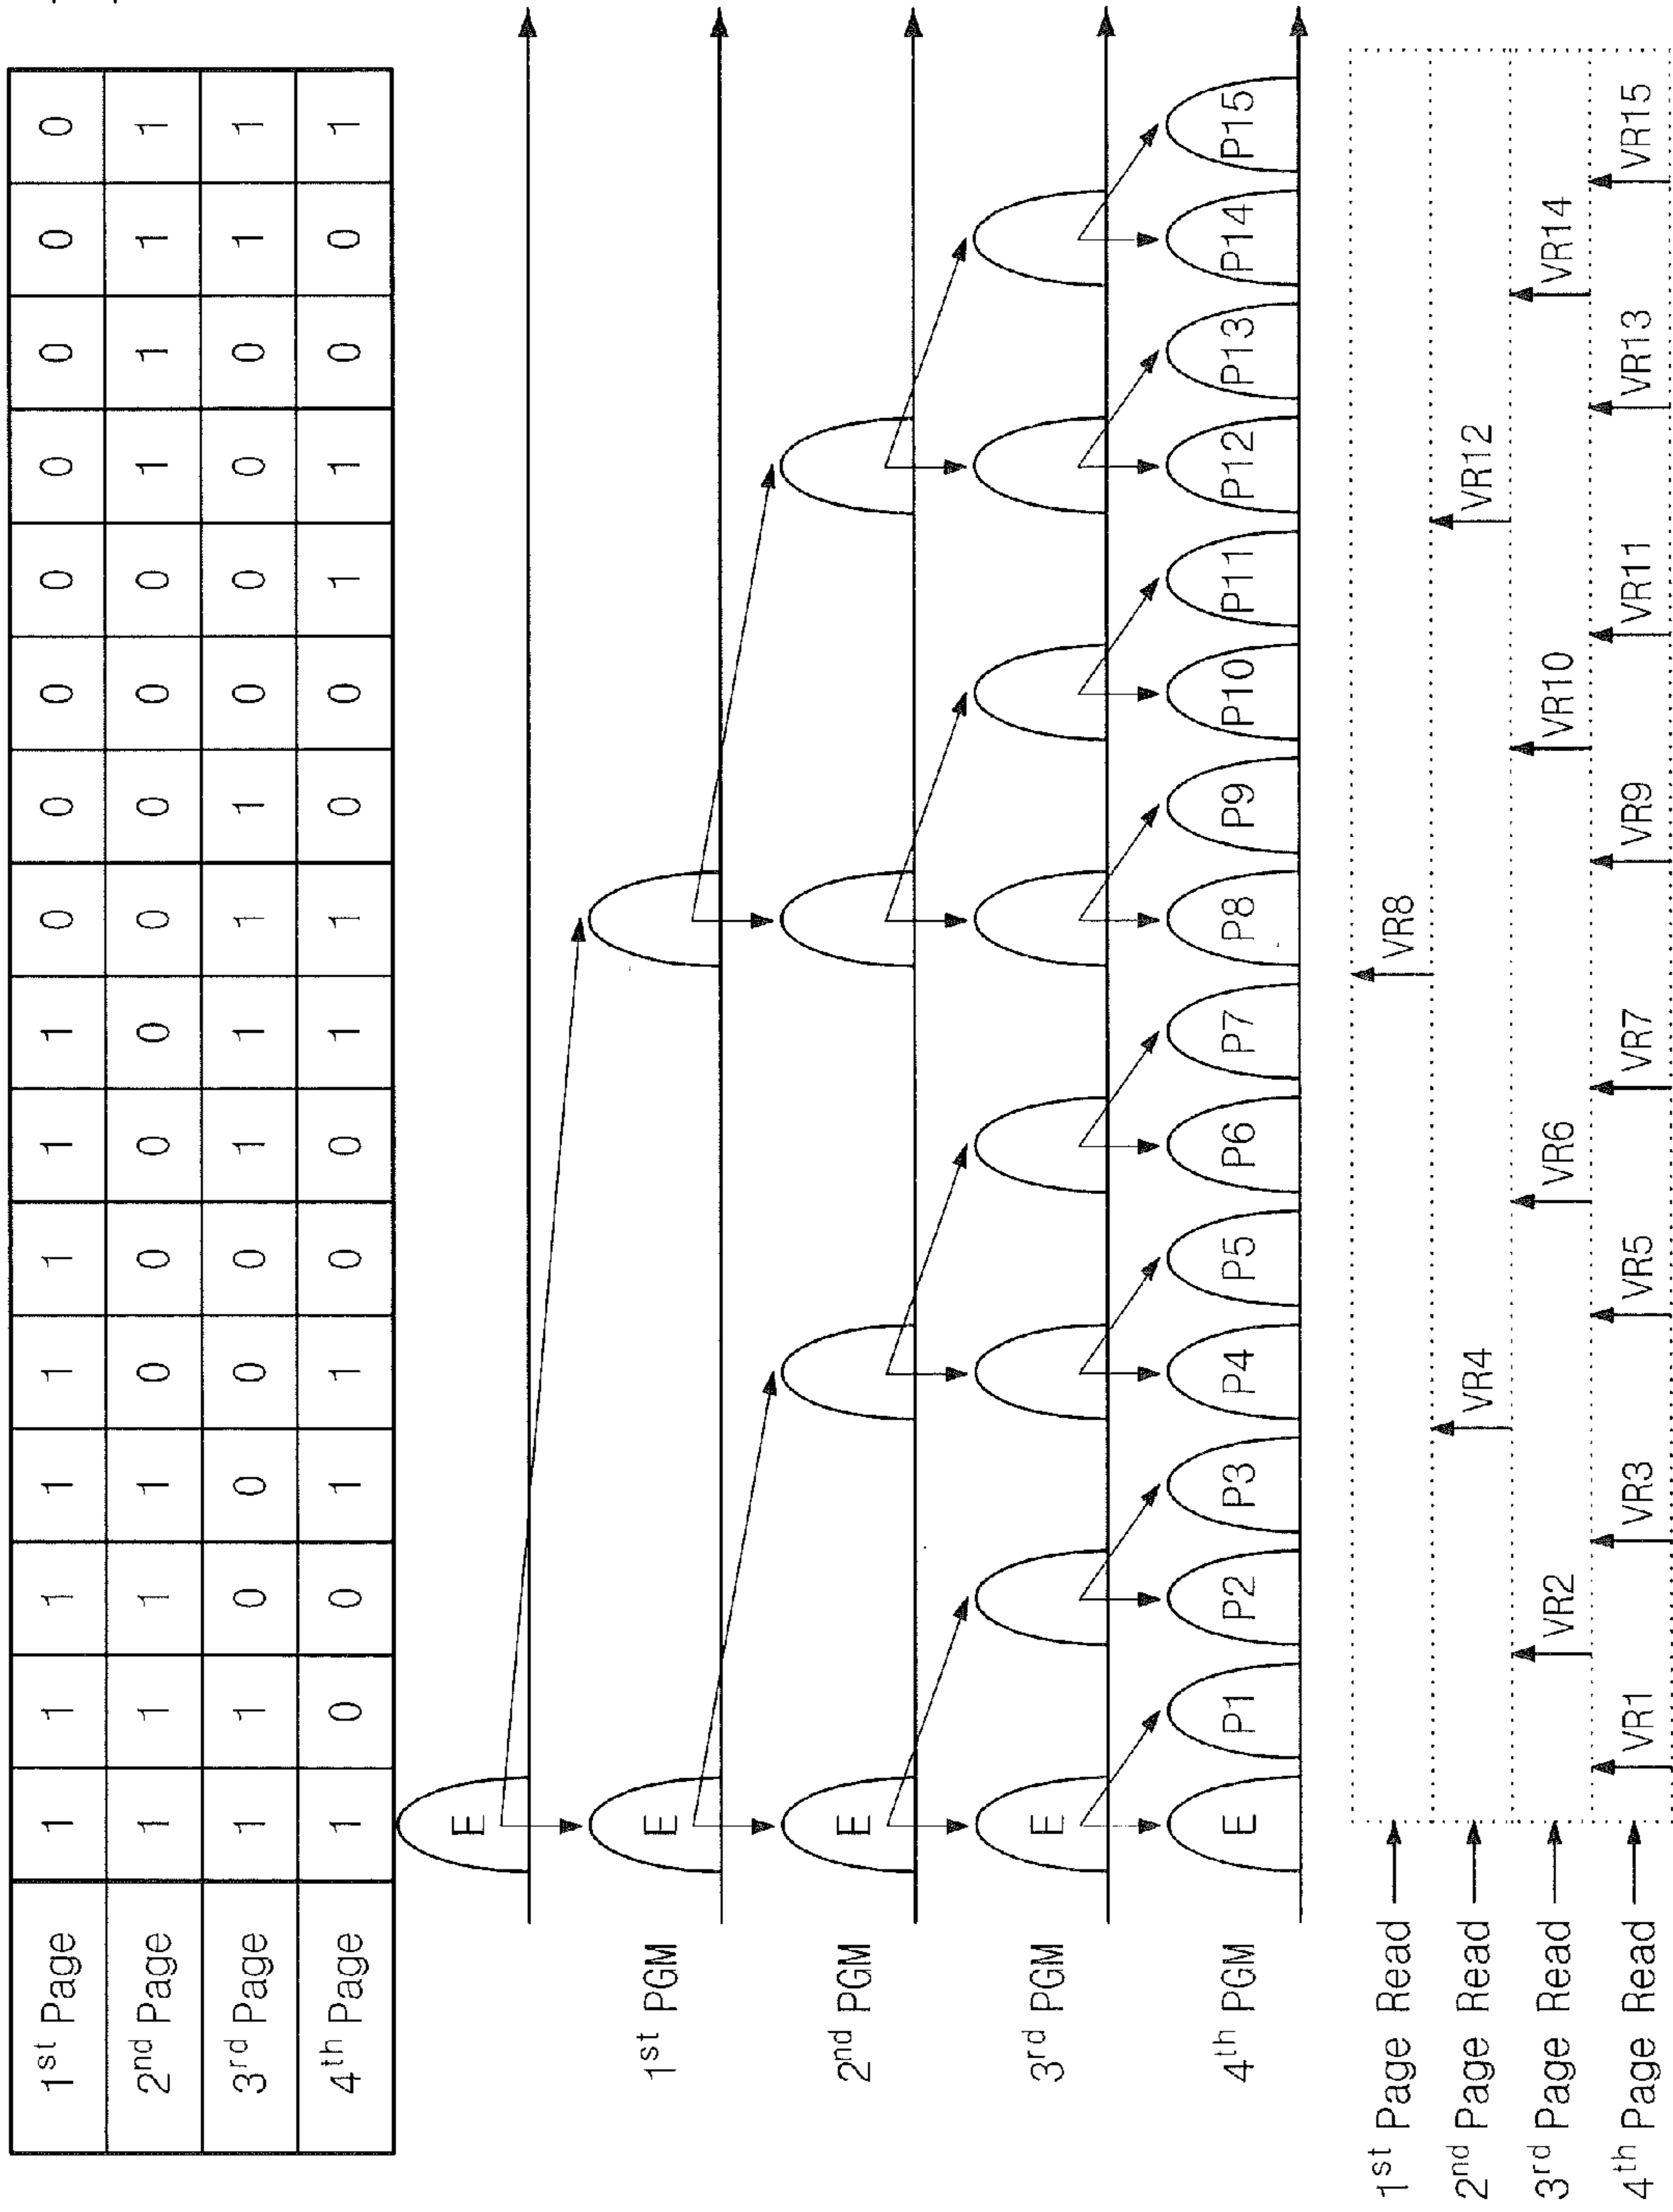 1st Page 1 1 1 1 1 1 1 1 0 0 0 0 0 0 0 0
2nd Page 1 1 1 1 0 0 0 0 0 0 0 0 1 1 1 1
3rd Page 1 1 0 0 0 0 1 1 1 1 0 0 0 0 1 1
4th Page 1 0 0 1 1 0 0 1 1 0 0 1 1 0 0 1
E
1st PGM E
2nd PGM E
3rd PGM E
4th PGM E P1 P2 P3 P4 P5 P6 P7 P8 P9 P10 P11 P12 P13 P14 P15
1st Page Read VR8
2nd Page Read VR4 VR12
3rd Page Read VR2 VR6 VR10 VR14
4th Page Read VR1 VR3 VR5 VR7 VR9 VR11 VR13 VR15